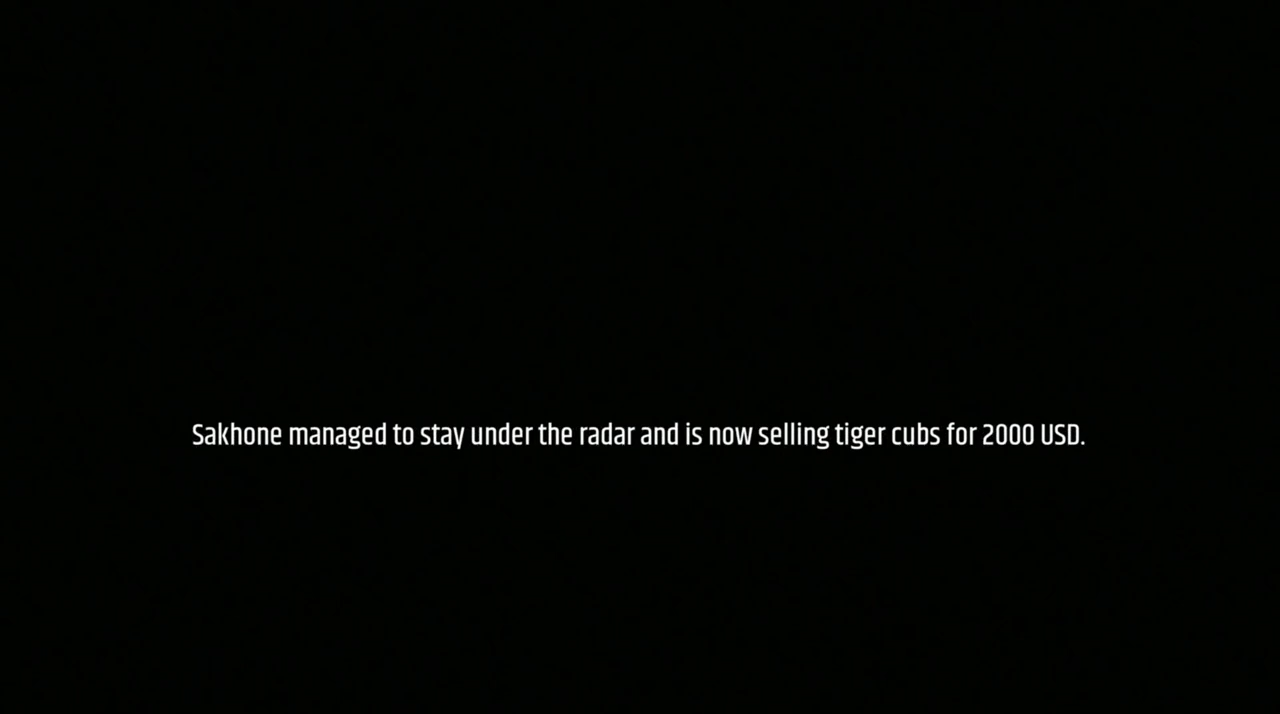 Sakhone managed to stay under the radar and is now selling tiger cubs for 2000 USD.